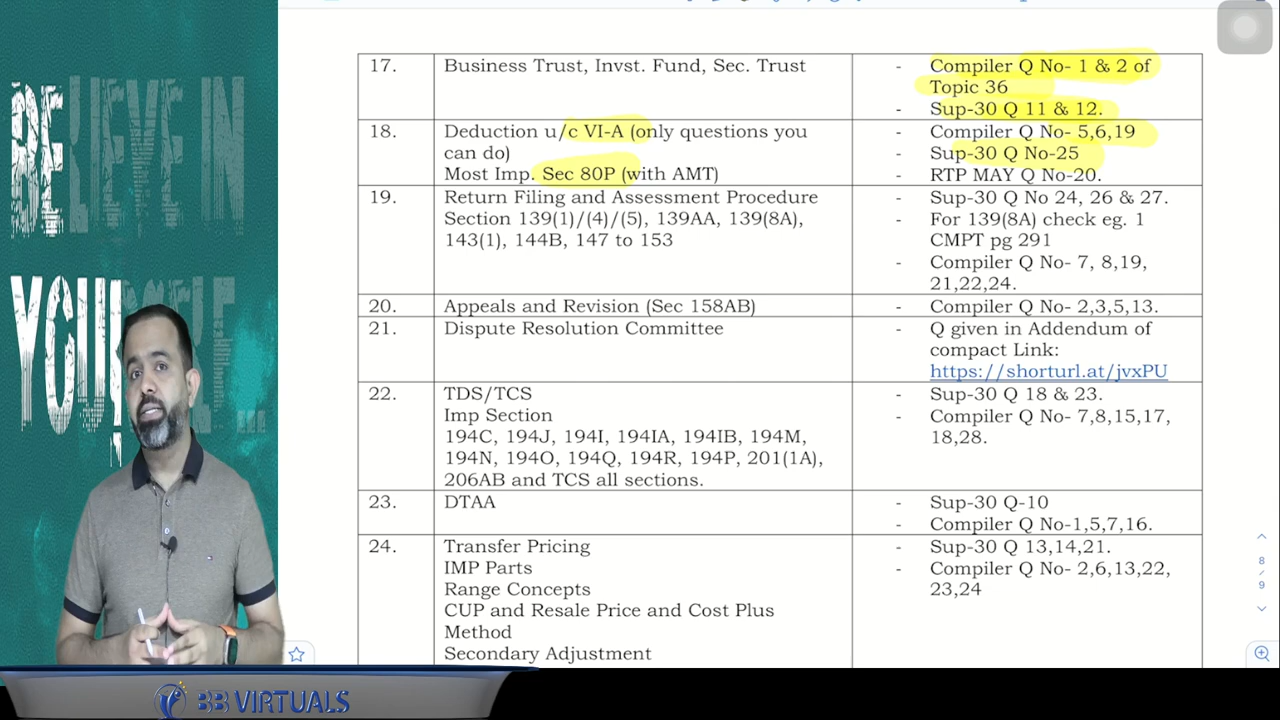 BELIEVE IN
YOURSELF...
17. Business Trust, Invst. Fund, Sec. Trust - Compiler Q No- 1 & 2 of
Topic 36
- Sup-30 Q 11 & 12.
18. Deduction u/c VI-A (only questions you - Compiler Q No- 5,6,19
can do) - Sup-30 Q No-25
Most Imp. Sec 80P (with AMT) - RTP MAY Q No-20.
19. Return Filing and Assessment Procedure - Sup-30 Q No 24, 26 & 27.
Section 139(1)/(4)/(5), 139AA, 139(8A), - For 139(8A) check eg. 1
143(1), 144B, 147 to 153 CMPT pg 291
- Compiler Q No- 7, 8,19,
21,22,24.
20. Appeals and Revision (Sec 158AB) - Compiler Q No- 2,3,5,13.
21. Dispute Resolution Committee - Q given in Addendum of
compact Link:
https://shorturl.at/jvxPU
22. TDS/TCS - Sup-30 Q 18 & 23.
Imp Section - Compiler Q No- 7,8,15,17,
194C, 194J, 194I, 194IA, 194IB, 194M, 18,28.
194N, 194O, 194Q, 194R, 194P, 201(1A),
206AB and TCS all sections.
23. DTAA - Sup-30 Q-10
- Compiler Q No-1,5,7,16.
24. Transfer Pricing - Sup-30 Q 13,14,21.
IMP Parts - Compiler Q No- 2,6,13,22,
Range Concepts 23,24
CUP and Resale Price and Cost Plus
Method
Secondary Adjustment
8
/
9
BB VIRTUALS